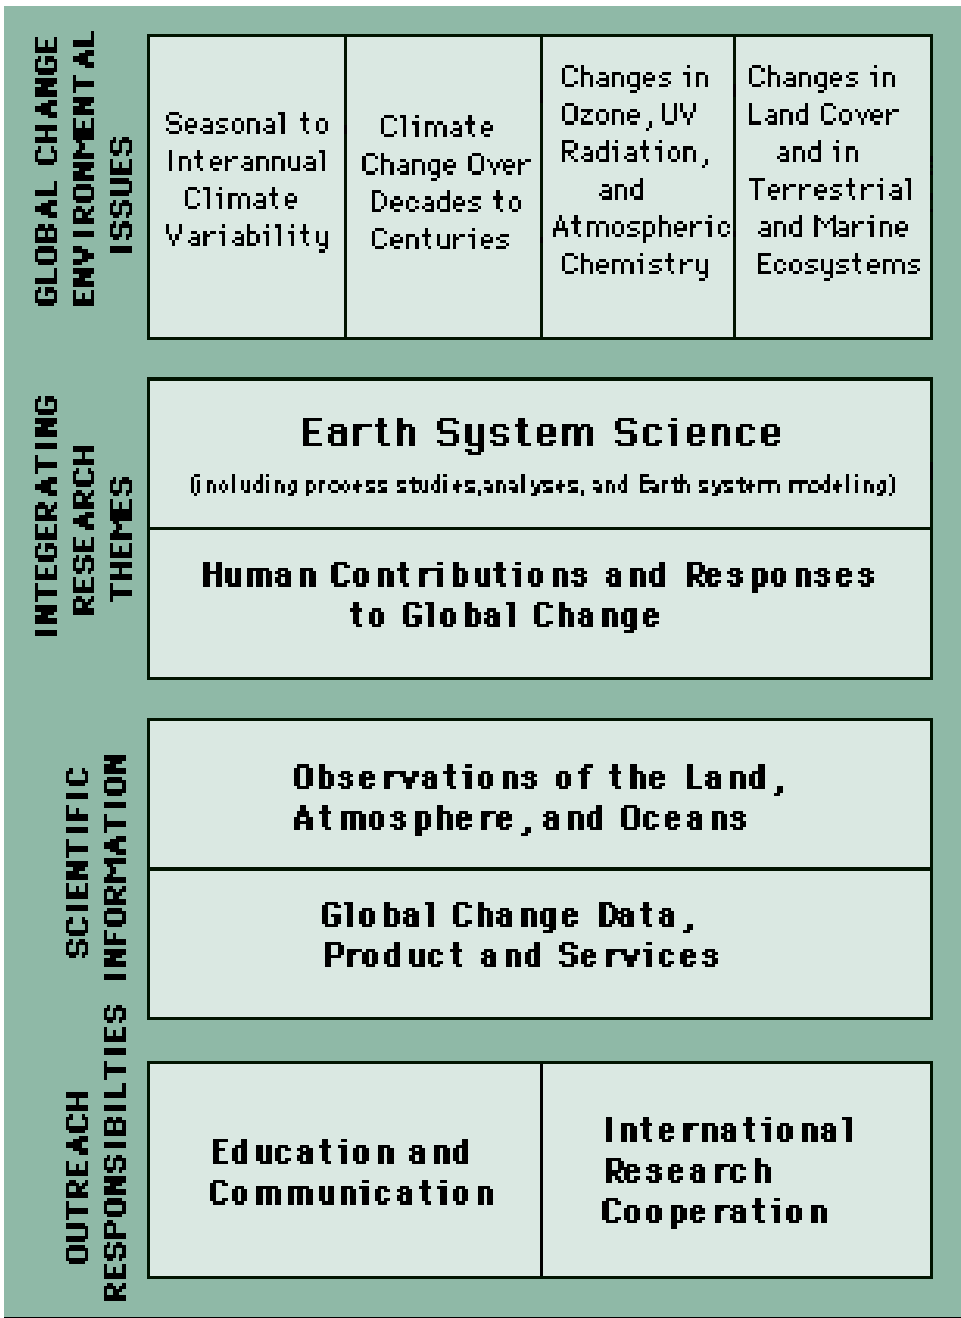 GLOBAL CHANGE
ENVIRONMENTAL
ISSUES
Seasonal to
Interannual
Climate
Variability
Climate
Change Over
Decades to
Centuries
Changes in
Ozone, UV
Radiation,
and
Atmospheric
Chemistry
Changes in
Land Cover
and in
Terrestrial
and Marine
Ecosystems
INTEGERATING
RESEARCH
THEMES
Earth System Science
(including process studies,analyses, and Earth system modeling)
Human Contributions and Responses
to Global Change
SCIENTIFIC
INFORMATION
Observations of the Land,
Atmosphere, and Oceans
Global Change Data,
Product and Services
OUTREACH
RESPONSIBILTIES
Education and
Communication
International
Research
Cooperation